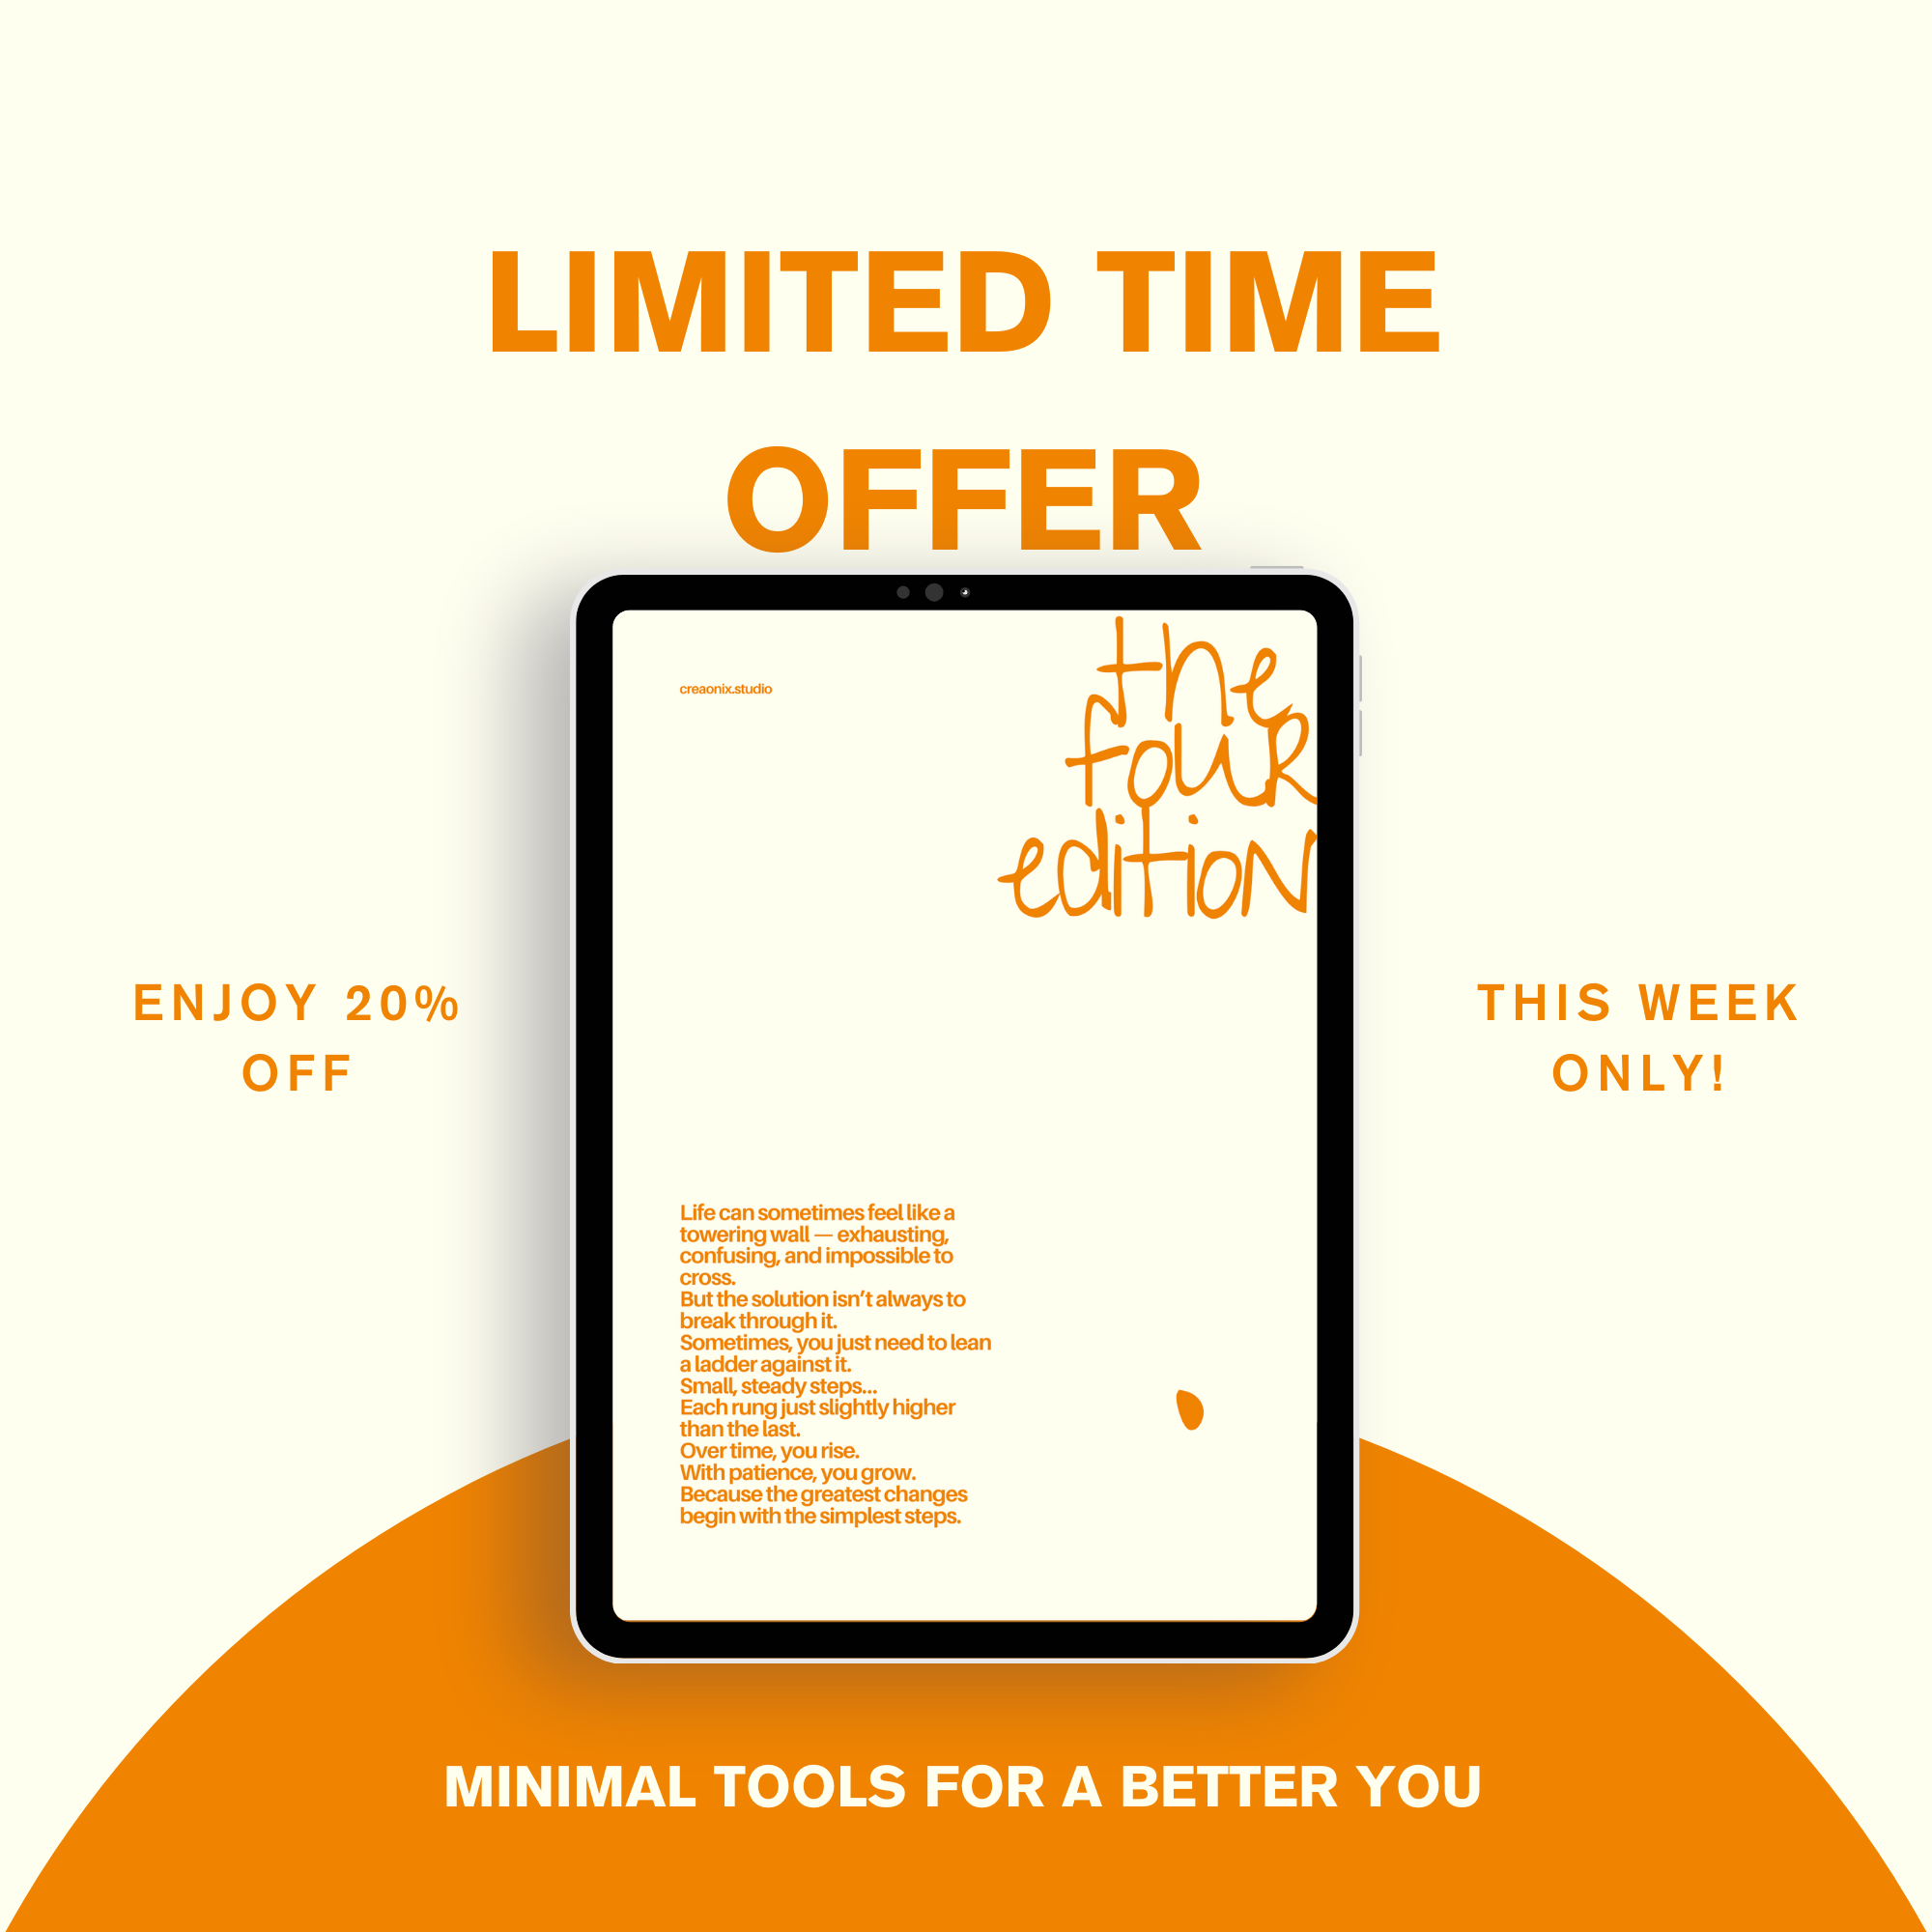 LIMITED TIME
OFFER
creaonix.studio
the
fouR
editioN
ENJOY 20%
OFF
THIS WEEK
ONLY!
Life can sometimes feel like a
towering wall — exhausting,
confusing, and impossible to
cross.
But the solution isn’t always to
break through it.
Sometimes, you just need to lean
a ladder against it.
Small, steady steps...
Each rung just slightly higher
than the last.
Over time, you rise.
With patience, you grow.
Because the greatest changes
begin with the simplest steps.
MINIMAL TOOLS FOR A BETTER YOU